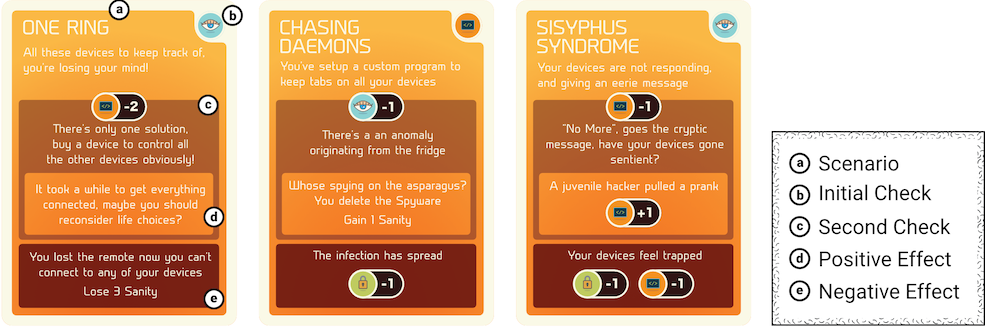 a
b
ONE RING
All these devices to keep track of,
you're losing your mind!
c
-2
There's only one solution,
buy a device to control all
the other devices obviously!
It took a while to get everything
connected, maybe you should
reconsider life choices?
d
You lost the remote now you can't
connect to any of your devices
Lose 3 Sanity
e
CHASING
DAEMONS
You've setup a custom program to
keep tabs on all your devices
-1
There's a an anomaly
originating from the fridge
Whose spying on the asparagus?
You delete the Spyware
Gain 1 Sanity
The infection has spread
-1
SISYPHUS
SYNDROME
Your devices are not responding,
and giving an eerie message
-1
"No More", goes the cryptic
message, have your devices gone
sentient?
A juvenile hacker pulled a prank
+1
Your devices feel trapped
-1 -1
a Scenario
b Initial Check
c Second Check
d Positive Effect
e Negative Effect